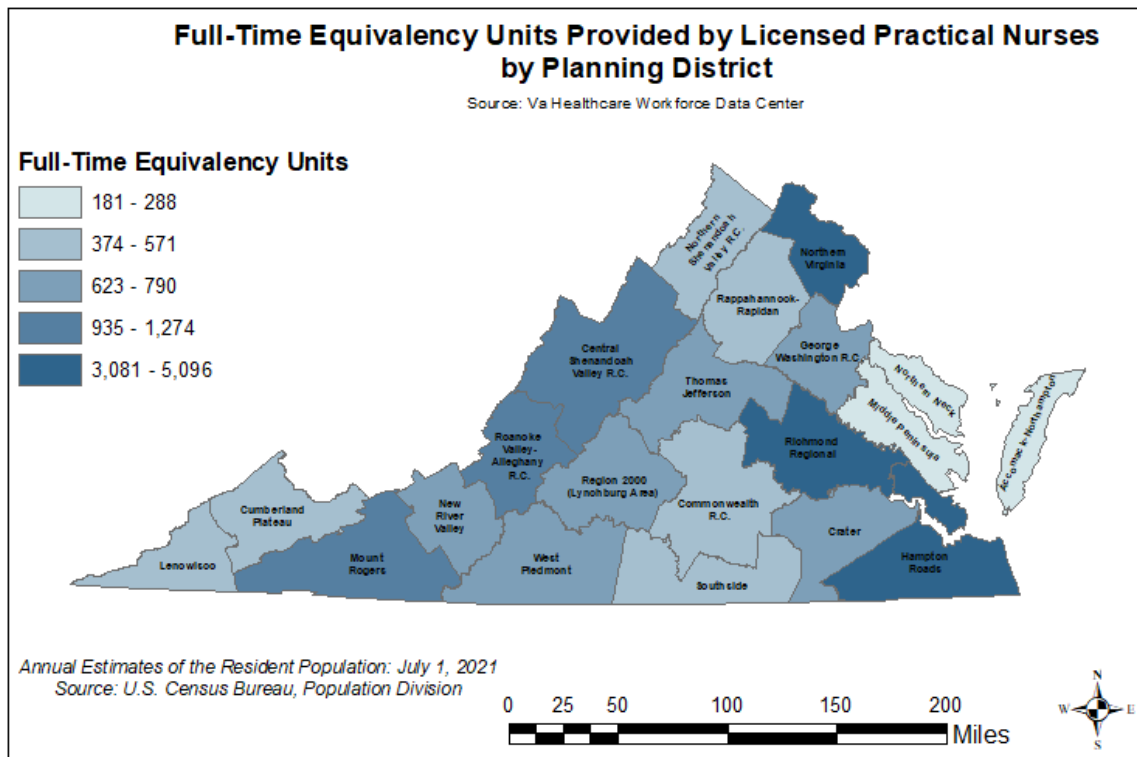 Full-Time Equivalency Units Provided by Licensed Practical Nurses
by Planning District
Source: Va Healthcare Workforce Data Center
Full-Time Equivalency Units
181 - 288
374 - 571
623 - 790
935 - 1,274
3,081 - 5,096
Northern
Shenandoah
Valley R.C.
Northern
Virginia
Rappahannook-
Rapidan
Central
Shenandoah
Valley R.C.
George
Washington R.C.
Northern Neck
Thomas
Jefferson
Middle Peninsula
Accomack-Northampton
Roanoke
Valley-
Alleghany
R.C.
Richmond
Regional
Region 2000
(Lynchburg Area)
Commonwealth
R.C.
Cumberland
Plateau
New
River
Valley
Crater
Lenowisco
Mount
Rogers
West
Piedmont
Southside
Hampton
Roads
Annual Estimates of the Resident Population: July 1, 2021
Source: U.S. Census Bureau, Population Division
0 25 50 100 150 200
Miles
N
W E
S